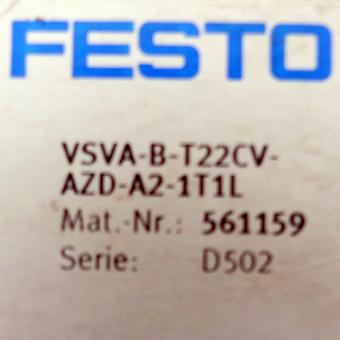 FESTO
VSVA-B-T22CV-
AZD-A2-1T1L
Mat.-Nr.: 561159
Serie: D502